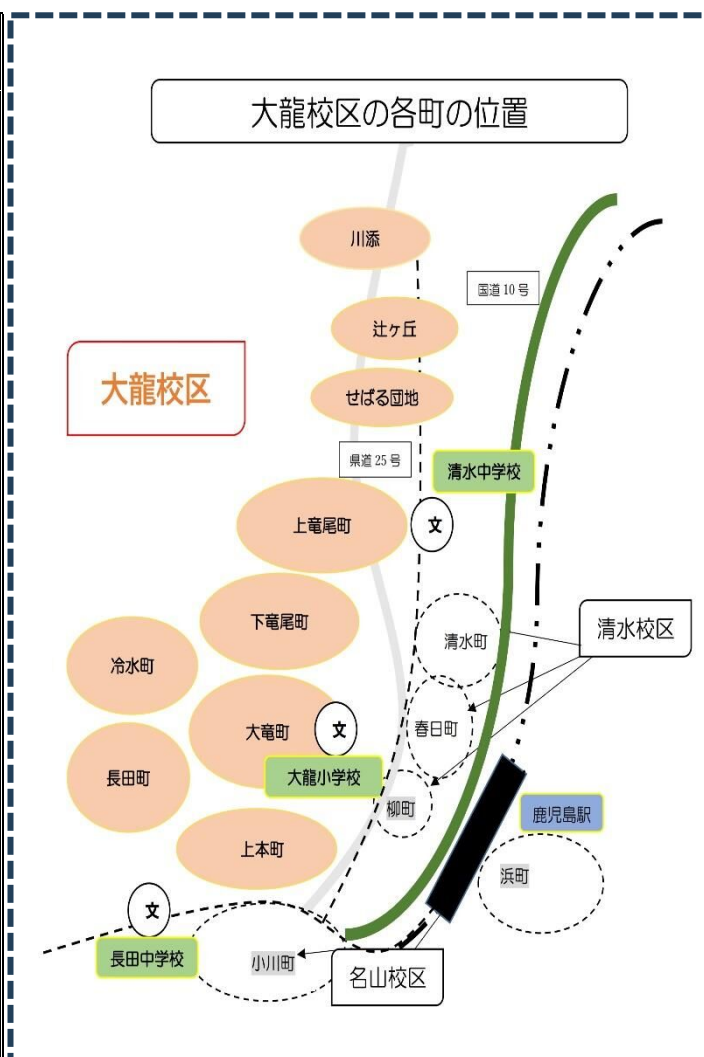 大龍校区の各町の位置
川添
国道10号
辻ヶ丘
大龍校区
せばる団地
県道25号
清水中学校
上竜尾町
文
下竜尾町
清水町
清水校区
冷水町
大竜町
文
春日町
長田町
大龍小学校
柳町
鹿児島駅
上本町
浜町
文
長田中学校
小川町
名山校区